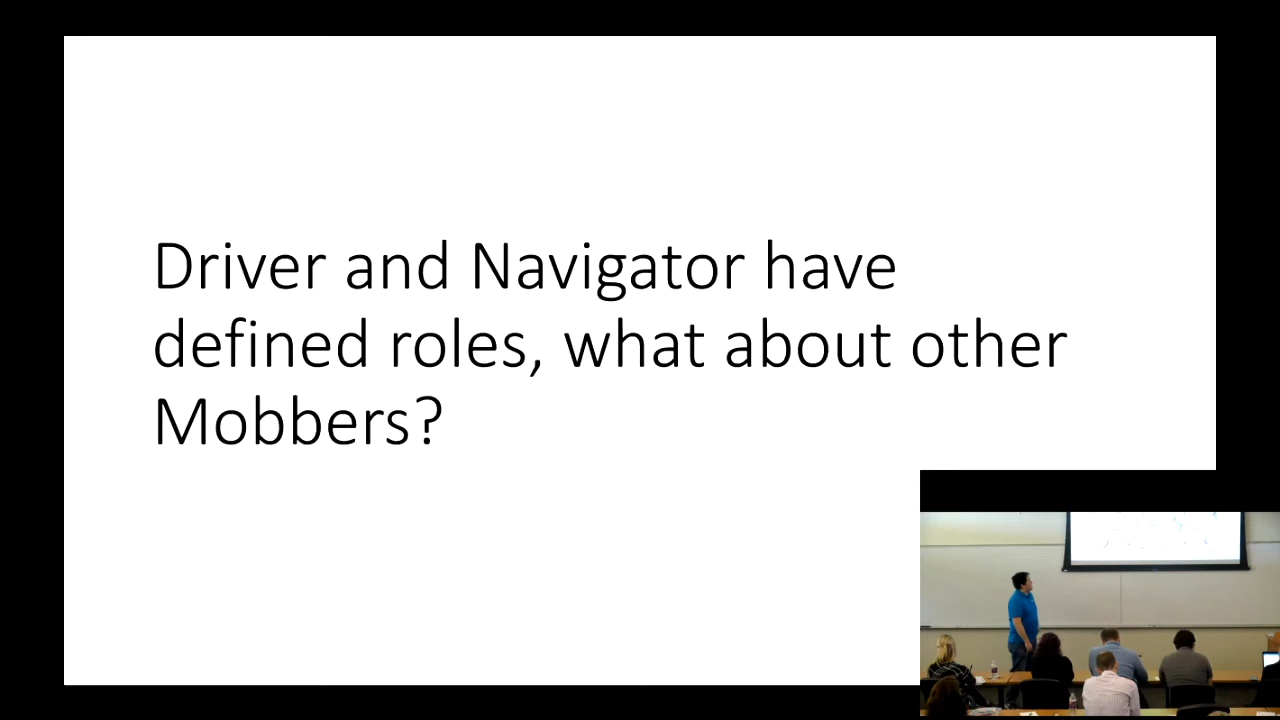 Driver and Navigator have
defined roles, what about other
Mobbers?